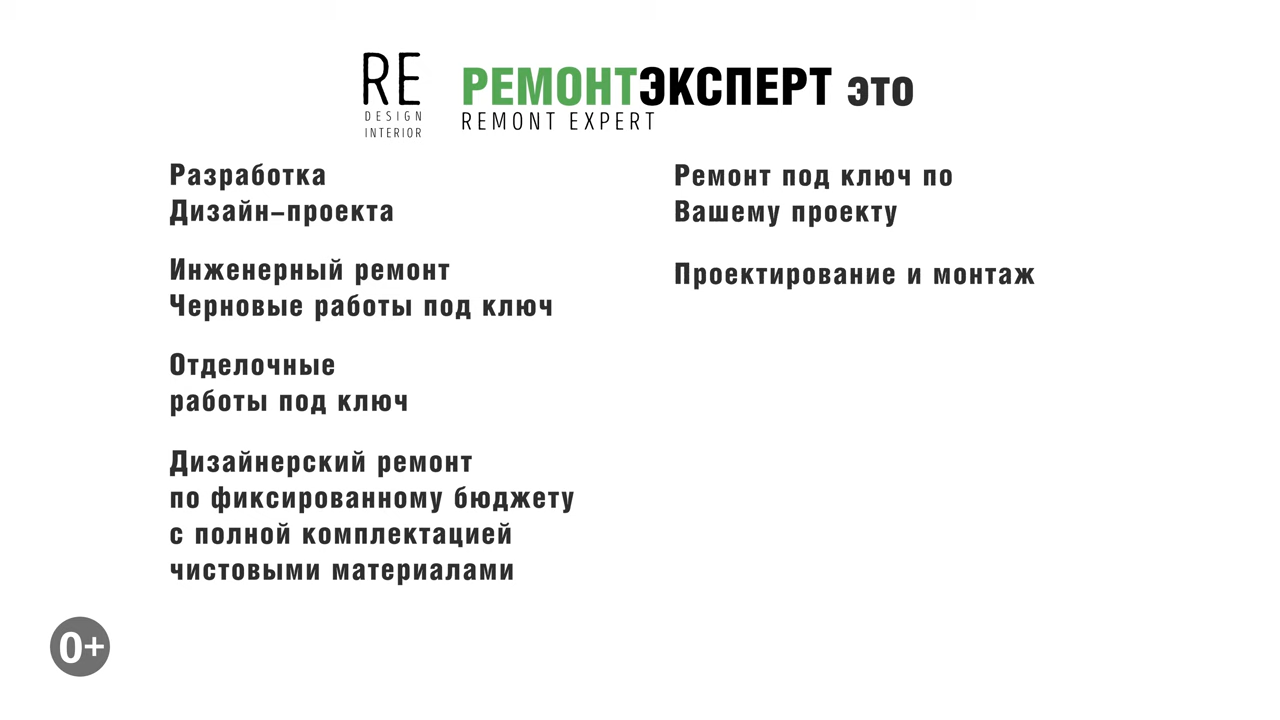 RE
DESIGN
INTERIOR
РЕМОНТЭКСПЕРТ это
REMONT EXPERT
Разработка
Дизайн–проекта
Инженерный ремонт
Черновые работы под ключ
Отделочные
работы под ключ
Дизайнерский ремонт
по фиксированному бюджету
с полной комплектацией
чистовыми материалами
Ремонт под ключ по
Вашему проекту
Проектирование и монтаж
0+